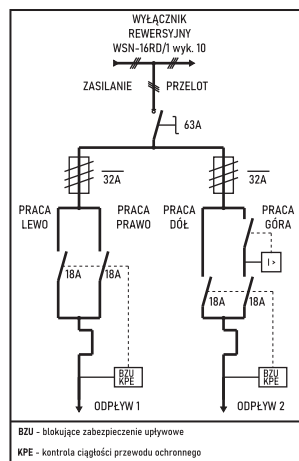 WYŁĄCZNIK
REWERSYJNY
WSN-16RD/1 wyk. 10
ZASILANIE PRZELOT
63A
32A 32A
PRACA LEWO
PRACA PRAWO
PRACA DÓŁ
PRACA GÓRA
I>
18A 18A 18A 18A
BZU KPE
BZU KPE
ODPŁYW 1 ODPŁYW 2
BZU - blokujące zabezpieczenie upływowe
KPE - kontrola ciągłości przewodu ochronnego